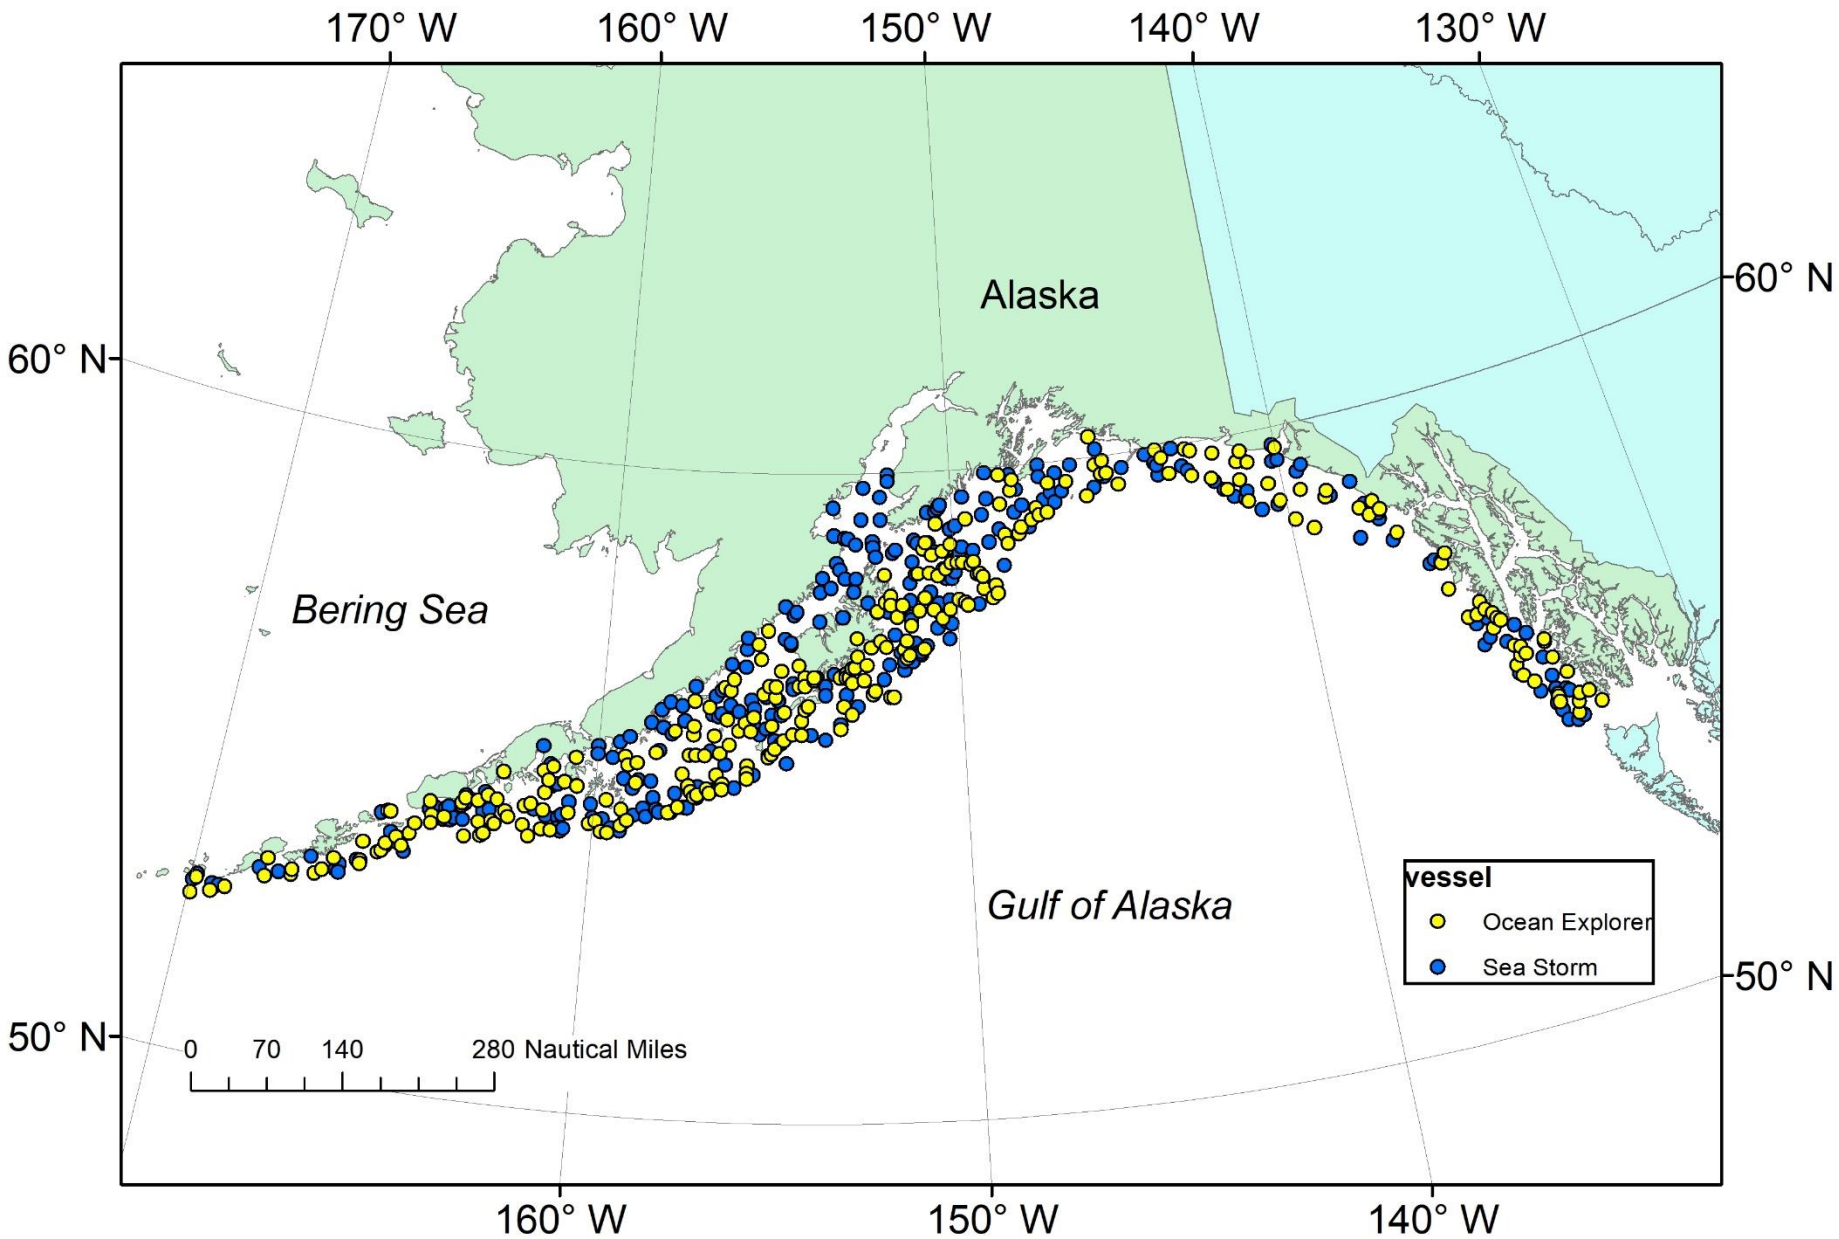 170° W 160° W 150° W 140° W 130° W
Alaska
60° N
60° N
Bering Sea
vessel
Ocean Explorer
Sea Storm
Gulf of Alaska
50° N
50° N
0 70 140 280 Nautical Miles
160° W 150° W 140° W